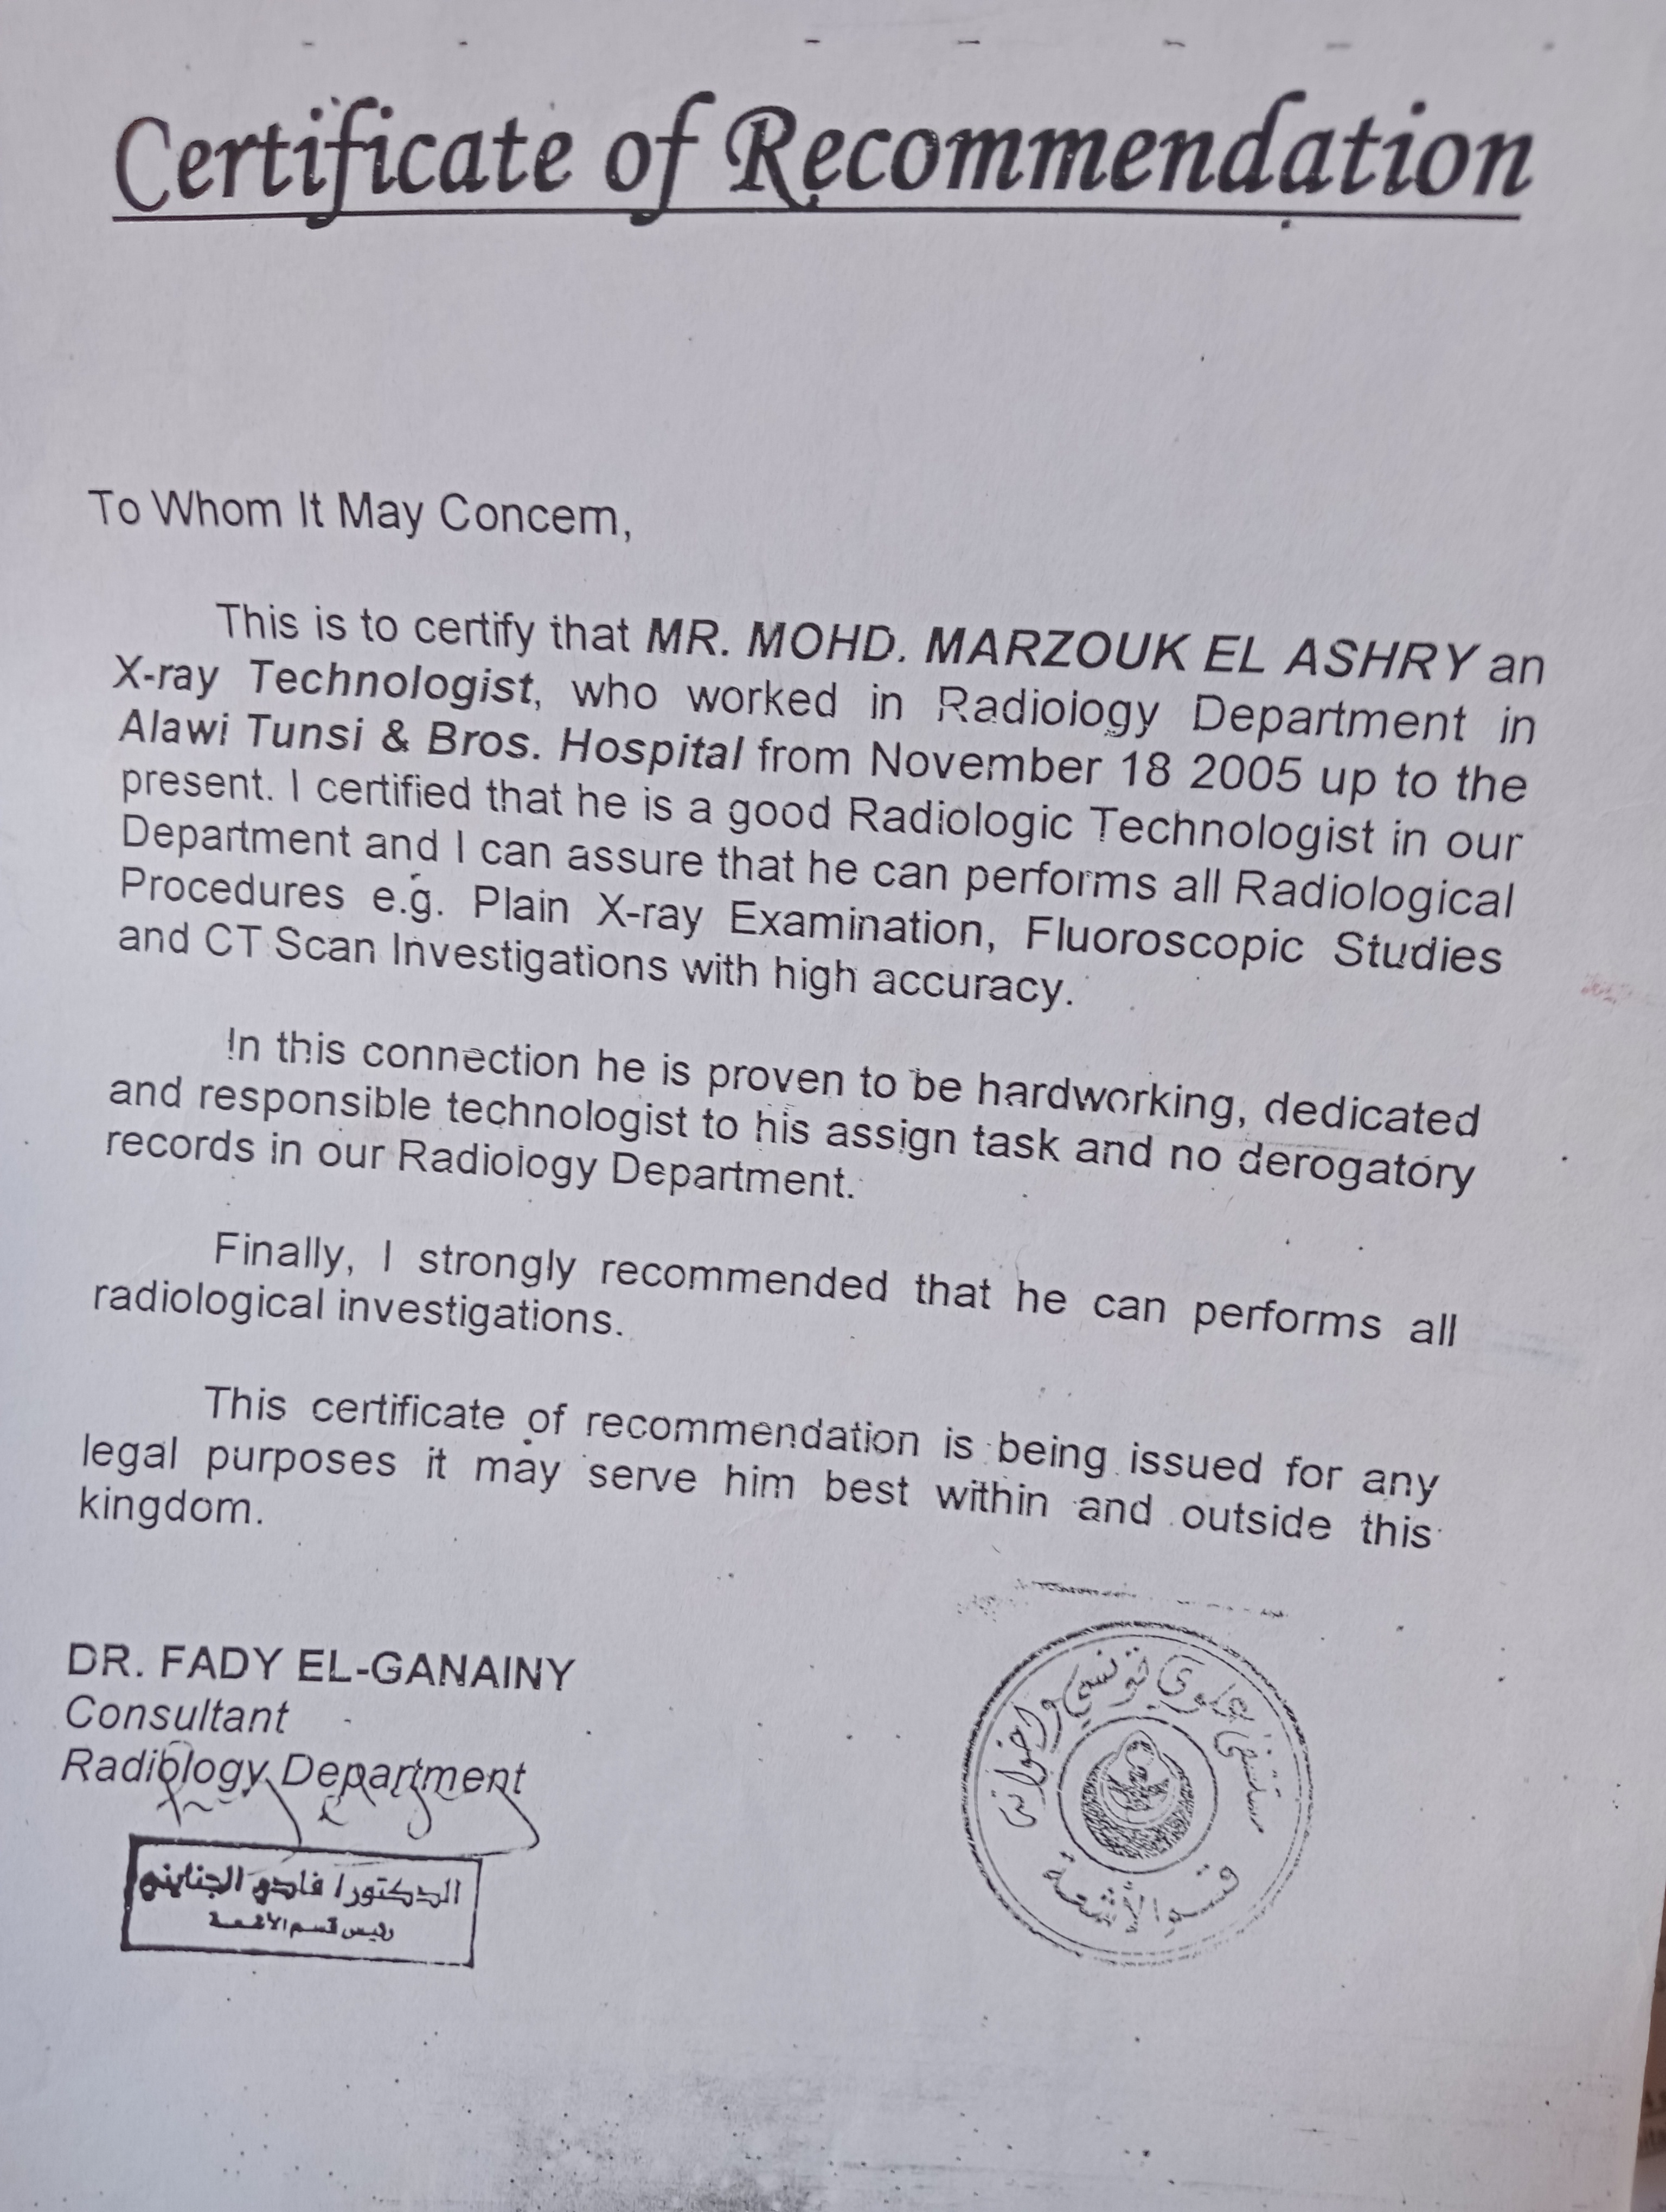 Certificate of Recommendation
To Whom It May Concern,
This is to certify that MR. MOHD. MARZOUK EL ASHRY an
X-ray Technologist, who worked in Radiology Department in
Alawi Tunsi & Bros. Hospital from November 18 2005 up to the
present. I certified that he is a good Radiologic Technologist in our
Department and I can assure that he can performs all Radiological
Procedures e.g. Plain X-ray Examination, Fluoroscopic Studies
and CT Scan Investigations with high accuracy.
In this connection he is proven to be hardworking, dedicated
and responsible technologist to his assign task and no derogatory
records in our Radiology Department.
Finally, I strongly recommended that he can performs all
radiological investigations.
This certificate of recommendation is being issued for any
legal purposes it may serve him best within and outside this
kingdom.
DR. FADY EL-GANAINY
Consultant
Radiology Department
الدكتور / فادي الجنايني
رئيس قسم الأشعة
مستشفى علوي تونسي واخوانه
قسم الأشعة